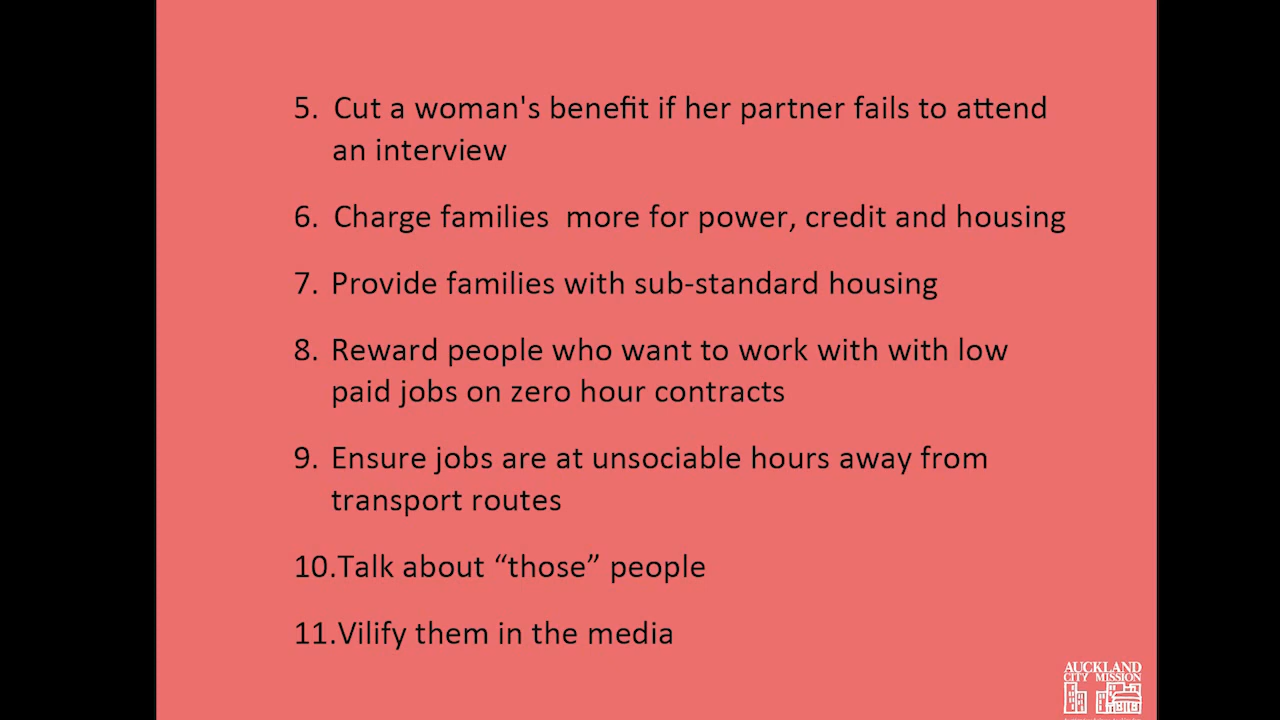 5. Cut a woman's benefit if her partner fails to attend
an interview
6. Charge families  more for power, credit and housing
7. Provide families with sub-standard housing
8. Reward people who want to work with with low
paid jobs on zero hour contracts
9. Ensure jobs are at unsociable hours away from
transport routes
10.Talk about “those” people
11.Vilify them in the media
AUCKLAND
CITY MISSION